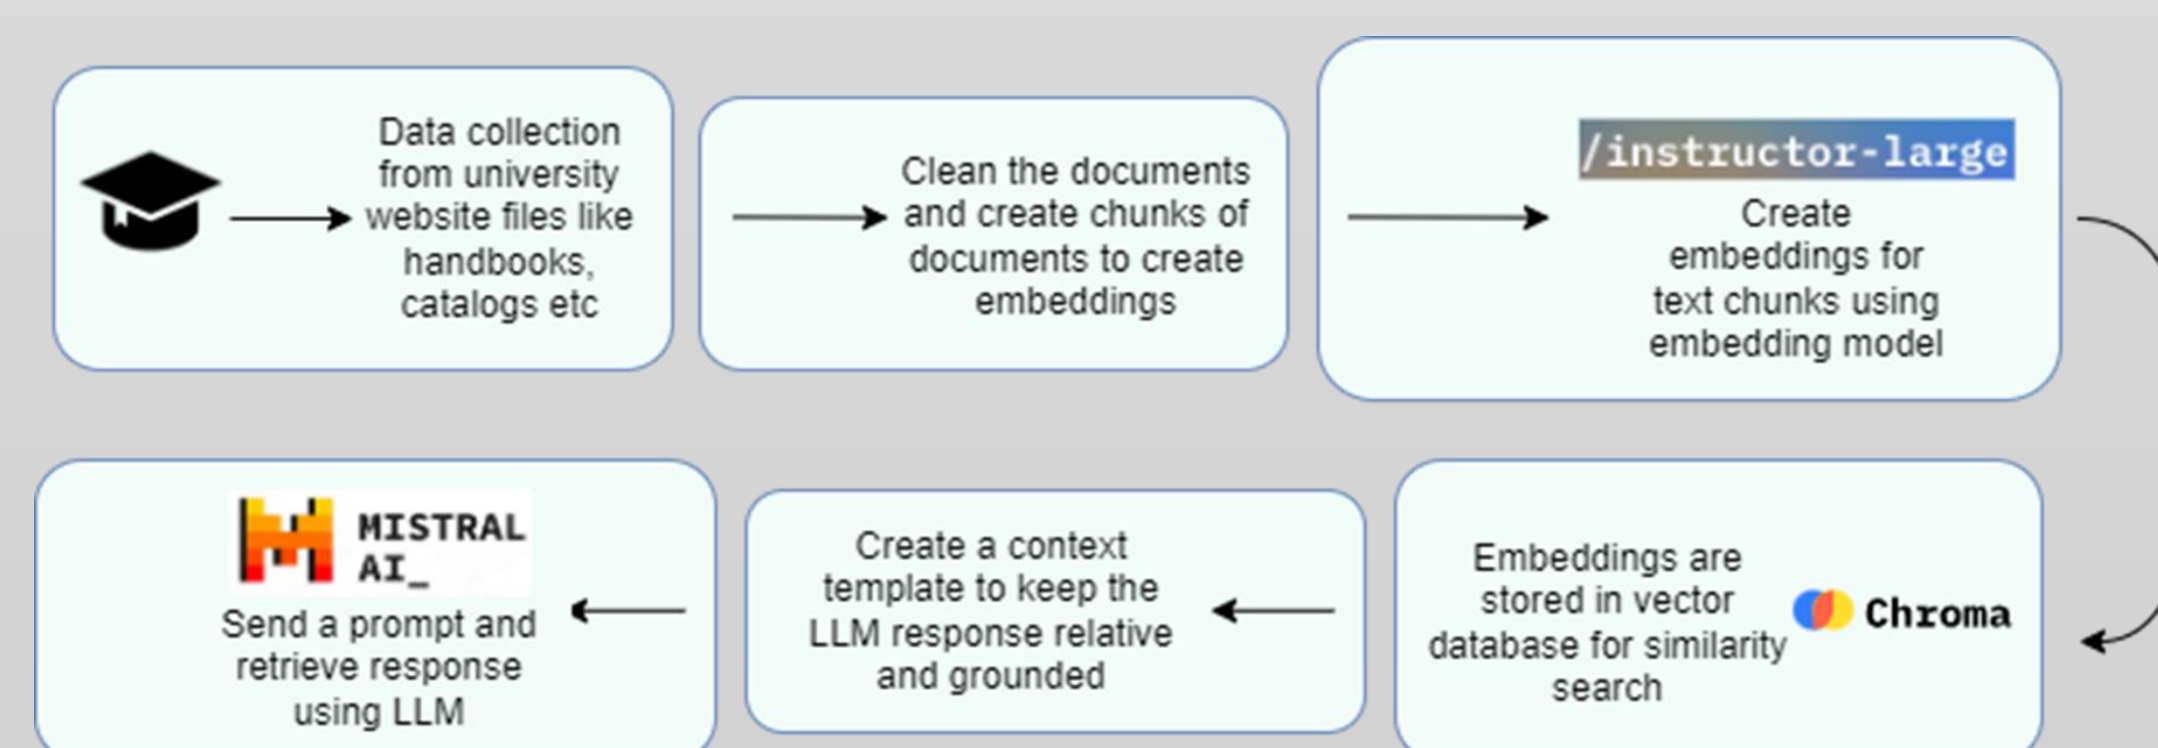 Data collection
from university
website files like
handbooks,
catalogs etc
Clean the documents
and create chunks of
documents to create
embeddings
/instructor-large
Create
embeddings for
text chunks using
embedding model
Embeddings are
stored in vector
database for similarity
search
Chroma
Create a context
template to keep the
LLM response relative
and grounded
MISTRAL
AI_
Send a prompt and
retrieve response
using LLM